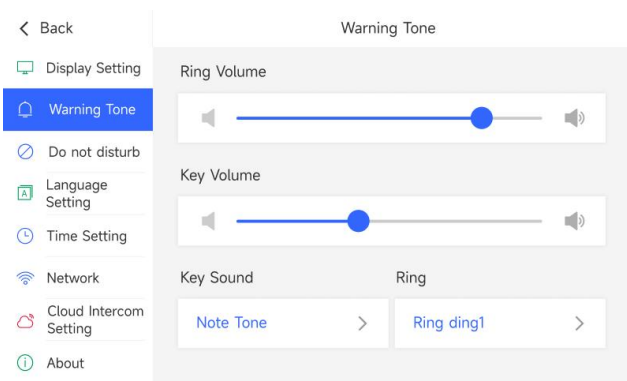 Back
Warning Tone
Display Setting
Warning Tone
Do not disturb
A
Language
Setting
Time Setting
Network
Cloud Intercom
Setting
About
Ring Volume
Key Volume
Key Sound
Ring
Note Tone
Ring ding1